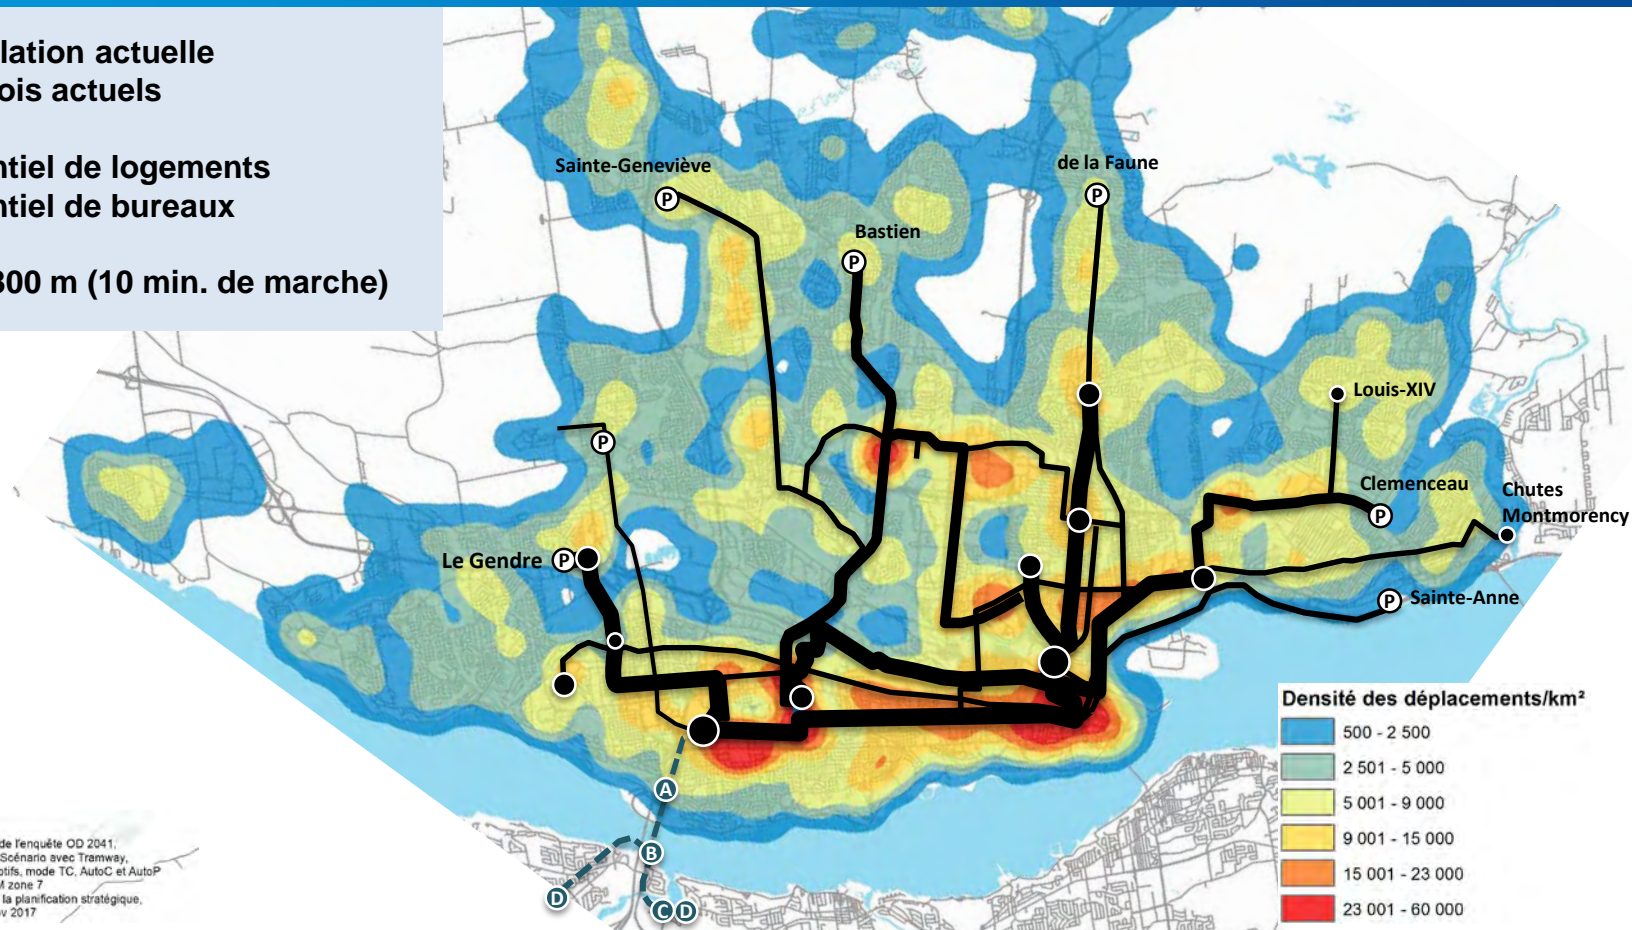 lation actuelle
ois actuels
ntiel de logements
ntiel de bureaux
800 m (10 min. de marche)
Sainte-Geneviève
P
de la Faune
P
Bastien
P
Louis-XIV
P
Clemenceau
P
Chutes
Montmorency
Le Gendre P
P Sainte-Anne
A
B
D
C D
Densité des déplacements/km²
500 - 2 500
2 501 - 5 000
5 001 - 9 000
9 001 - 15 000
15 001 - 23 000
23 001 - 60 000
de l'enquête OD 2041,
Scénario avec Tramway,
otifs, mode TC, AutoC et AutoP
M zone 7
la planification stratégique,
v 2017